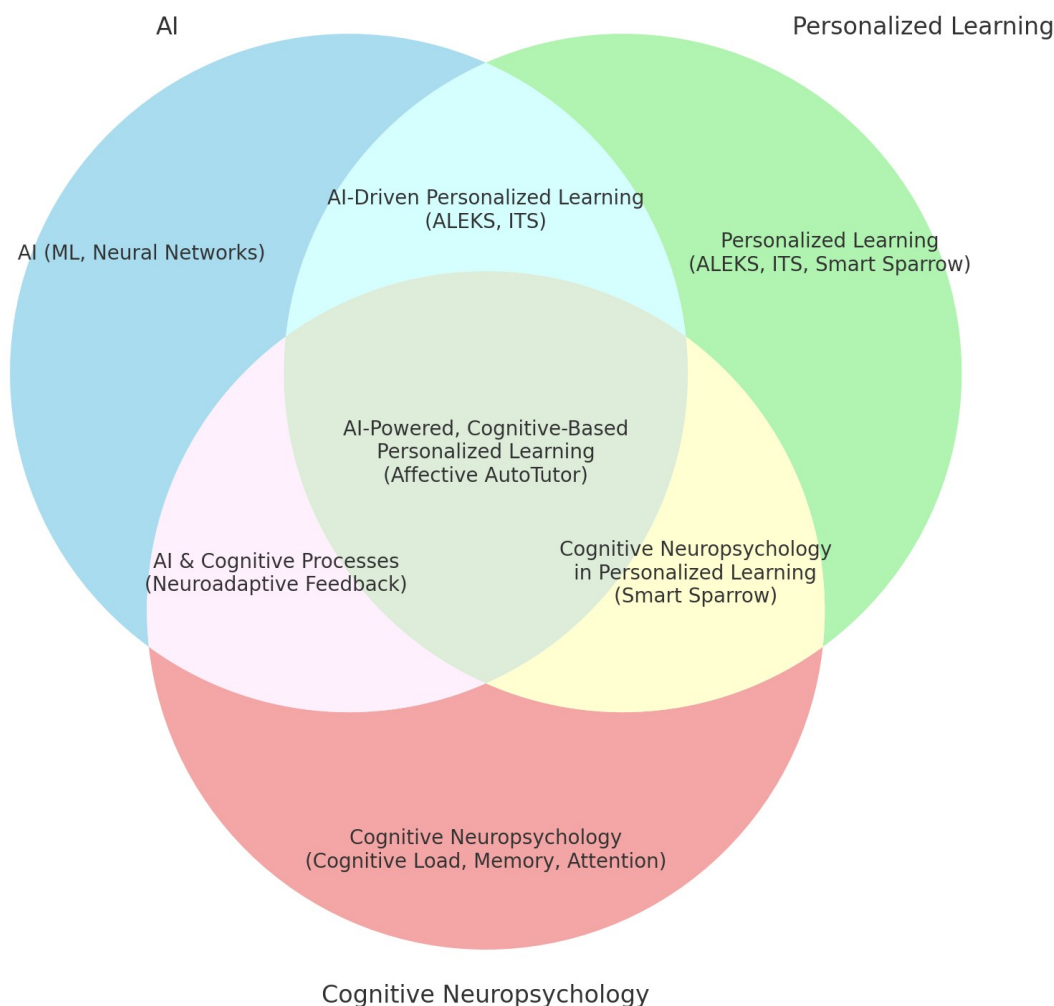 AI
Personalized Learning
AI-Driven Personalized Learning
(ALEKS, ITS)
AI (ML, Neural Networks)
Personalized Learning
(ALEKS, ITS, Smart Sparrow)
AI-Powered, Cognitive-Based
Personalized Learning
(Affective AutoTutor)
AI & Cognitive Processes
(Neuroadaptive Feedback)
Cognitive Neuropsychology
in Personalized Learning
(Smart Sparrow)
Cognitive Neuropsychology
(Cognitive Load, Memory, Attention)
Cognitive Neuropsychology